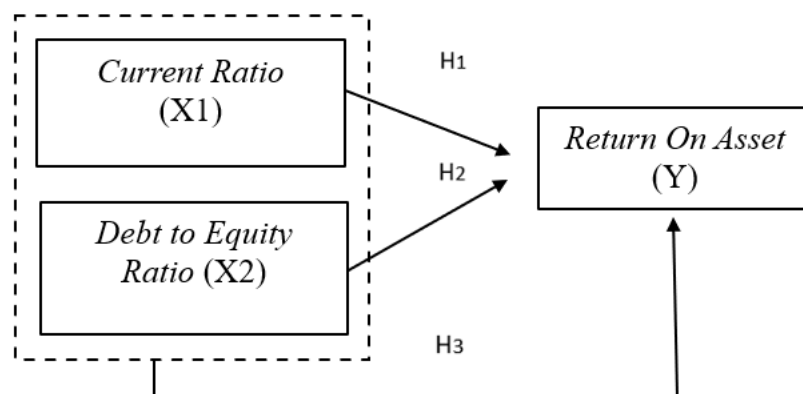 Current Ratio
(X1)
H1
Return On Asset
(Y)
H2
Debt to Equity
Ratio (X2)
H3